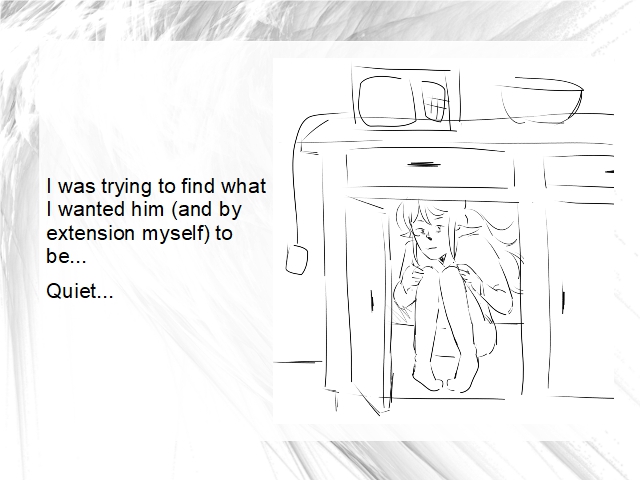 I was trying to find what
I wanted him (and by
extension myself) to
be...
Quiet...